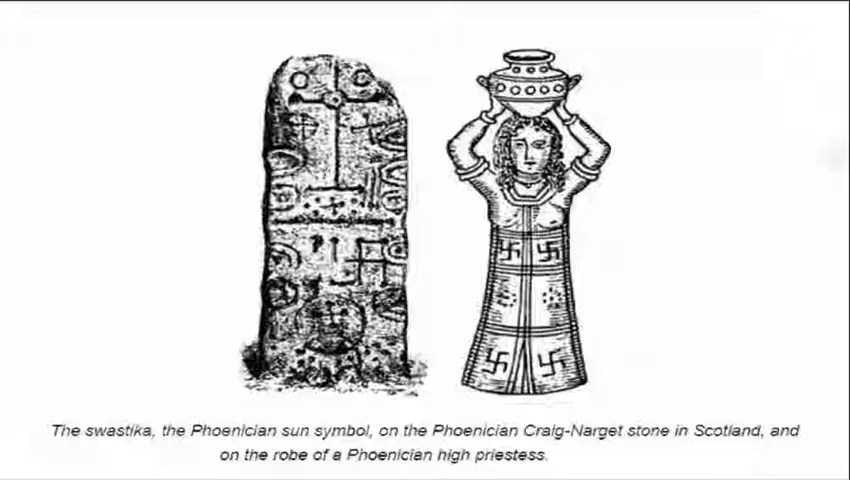 The swastika, the Phoenician sun symbol, on the Phoenician Craig-Narget stone in Scotland, and
on the robe of a Phoenician high priestess.